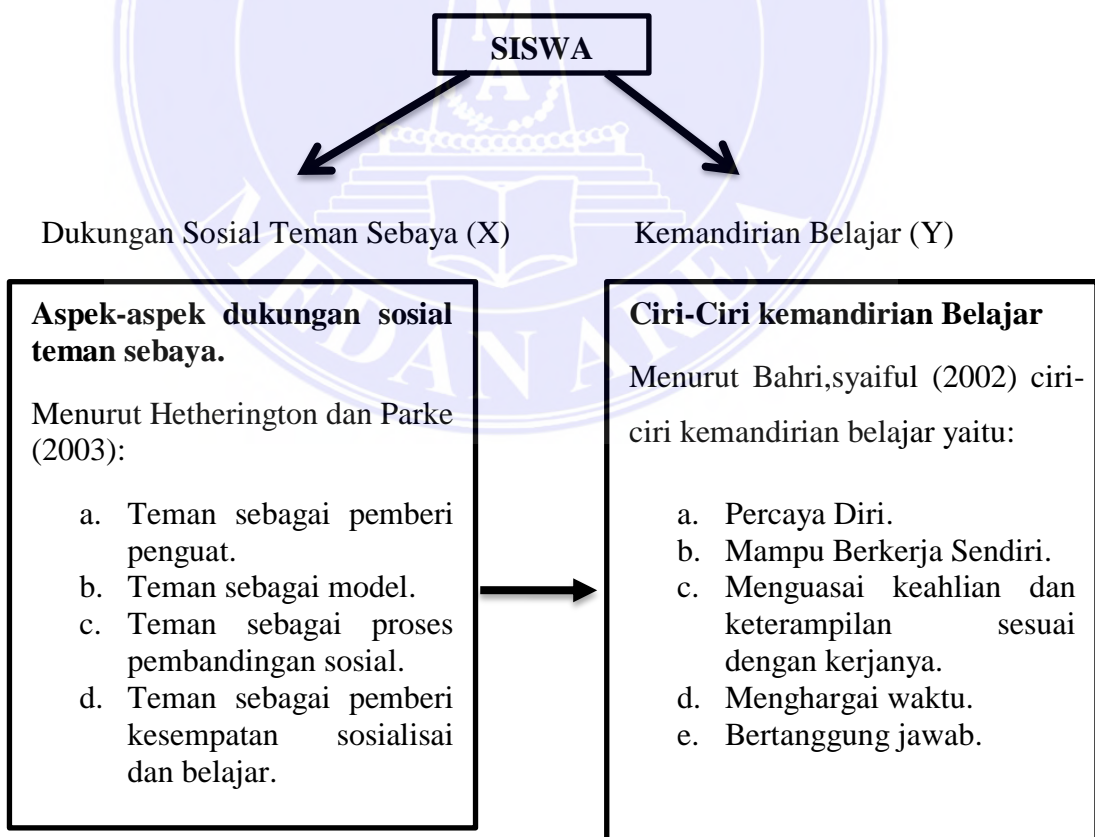 SISWA
Dukungan Sosial Teman Sebaya (X)
Kemandirian Belajar (Y)
Aspek-aspek dukungan sosial
teman sebaya.
Menurut Hetherington dan Parke
(2003):
a. Teman sebagai pemberi
penguat.
b. Teman sebagai model.
c. Teman sebagai proses
pembandingan sosial.
d. Teman sebagai pemberi
kesempatan sosialisai
dan belajar.
Ciri-Ciri kemandirian Belajar
Menurut Bahri,syaiful (2002) ciri-
ciri kemandirian belajar yaitu:
a. Percaya Diri.
b. Mampu Berkerja Sendiri.
c. Menguasai keahlian dan
keterampilan sesuai
dengan kerjanya.
d. Menghargai waktu.
e. Bertanggung jawab.
M
A
MEDAN AREA